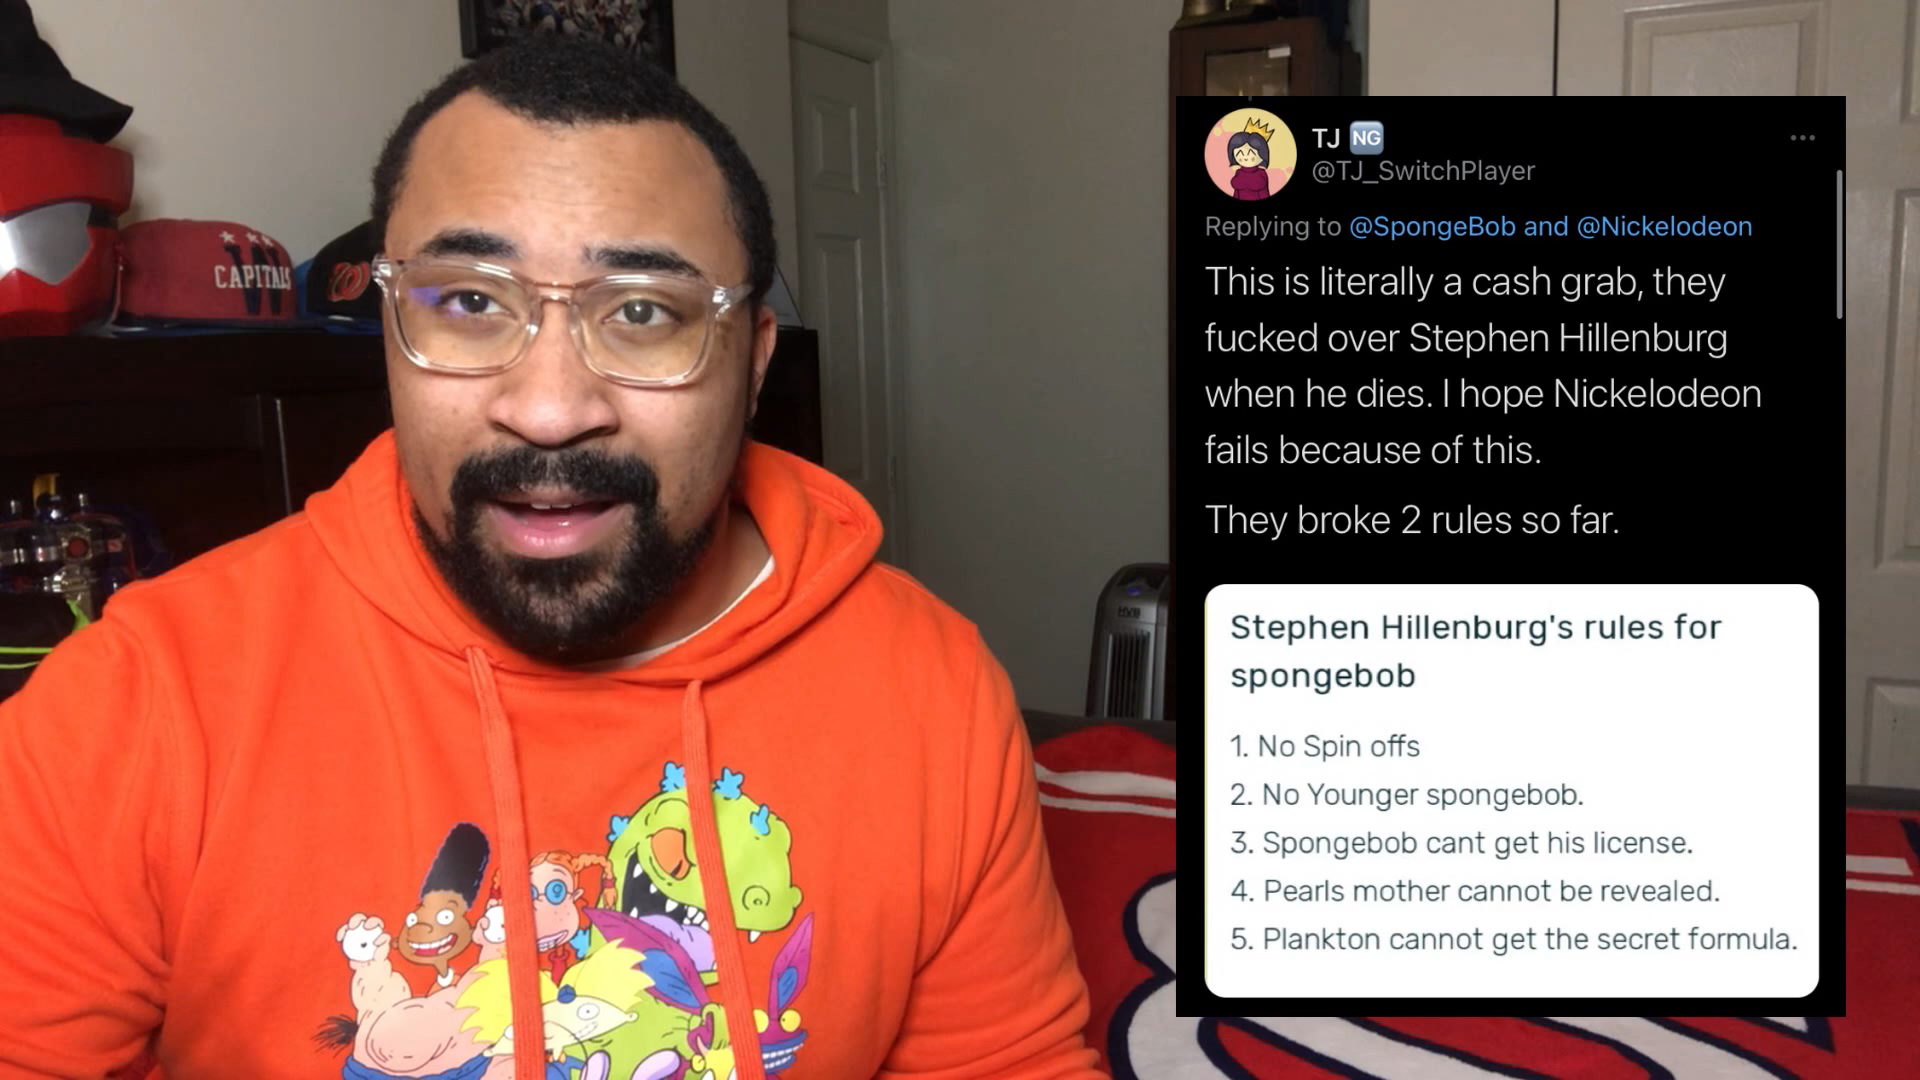 CAPITALS
W
TJ NG
@TJ_SwitchPlayer
Replying to @SpongeBob and @Nickelodeon
This is literally a cash grab, they
fucked over Stephen Hillenburg
when he dies. I hope Nickelodeon
fails because of this.
They broke 2 rules so far.
Stephen Hillenburg's rules for
spongebob
1. No Spin offs
2. No Younger spongebob.
3. Spongebob cant get his license.
4. Pearls mother cannot be revealed.
5. Plankton cannot get the secret formula.